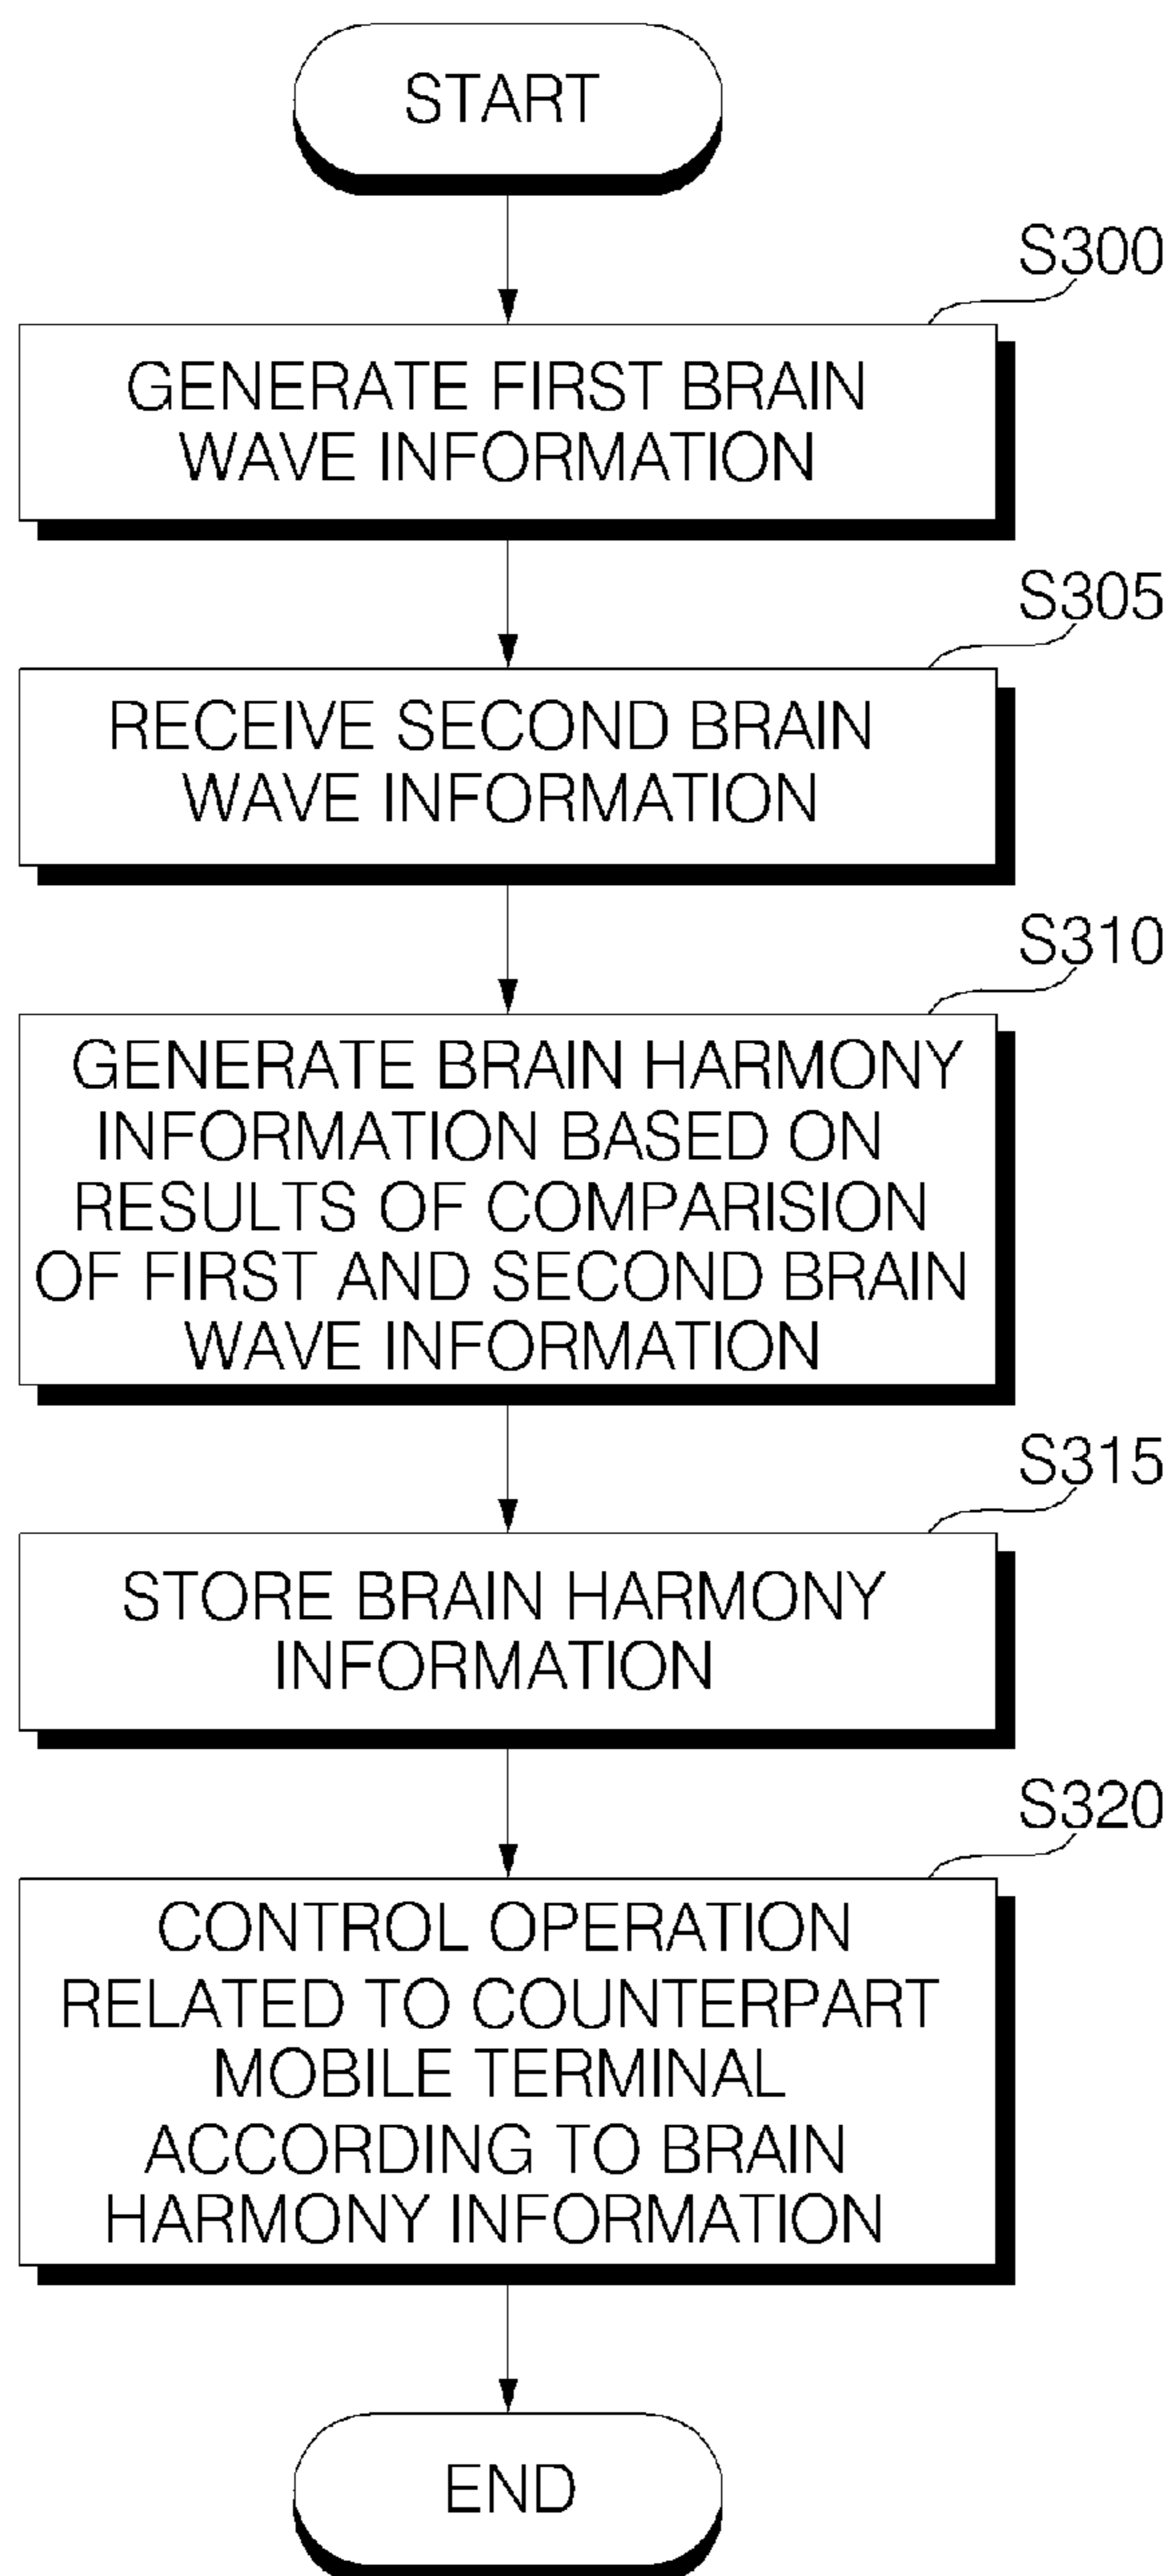 START
S300
GENERATE FIRST BRAIN
WAVE INFORMATION
S305
RECEIVE SECOND BRAIN
WAVE INFORMATION
S310
GENERATE BRAIN HARMONY
INFORMATION BASED ON
RESULTS OF COMPARISION
OF FIRST AND SECOND BRAIN
WAVE INFORMATION
S315
STORE BRAIN HARMONY
INFORMATION
S320
CONTROL OPERATION
RELATED TO COUNTERPART
MOBILE TERMINAL
ACCORDING TO BRAIN
HARMONY INFORMATION
END